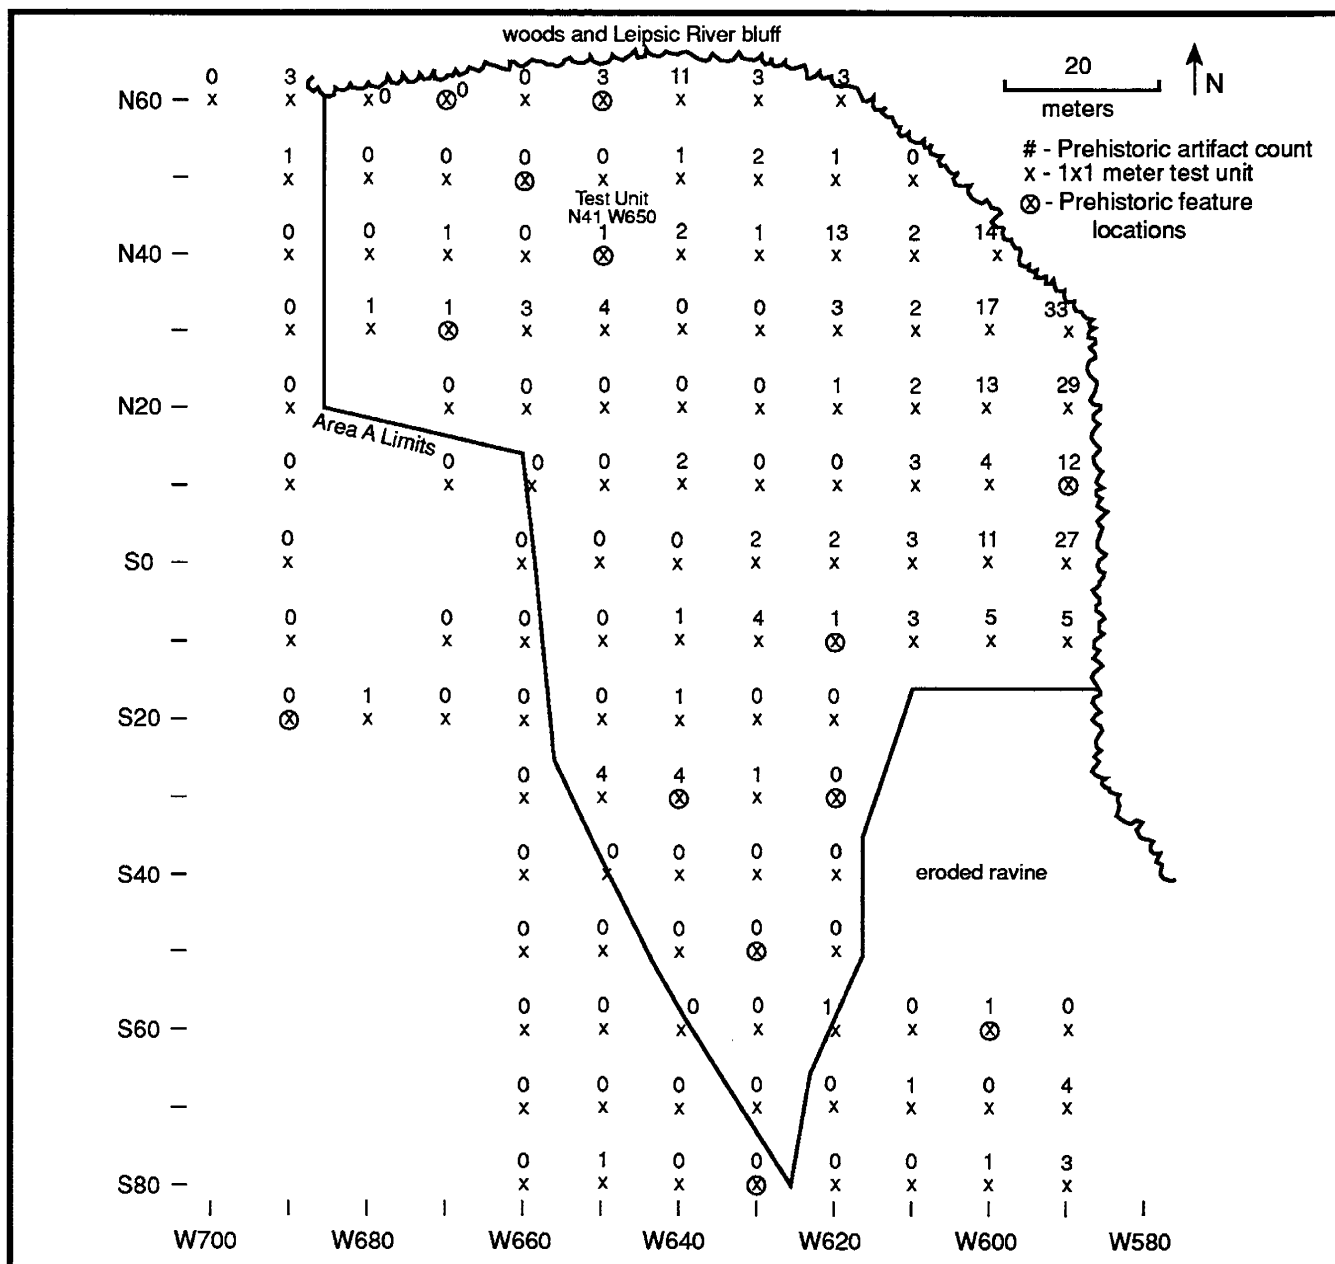 woods and Leipsic River bluff
0 3 0 3 11 3 3
20
N
N60 0 0
meters
# - Prehistoric artifact count
1 0 0 0 0 1 2 1 0
x - 1x1 meter test unit
Test Unit
N41 W650
ⓧ - Prehistoric feature
locations
0 0 1 0 1 2 1 13 2 14
N40
0 1 1 3 4 0 0 3 2 17 33
0 0 0 0 0 0 1 2 13 29
N20
Area A Limits
0 0 0 0 2 0 0 3 4 12
0 0 0 0 2 2 3 11 27
S0
0 0 0 0 1 4 1 3 5 5
0 1 0 0 0 1 0 0
S20
0 4 4 1 0
0 0 0 0 0
S40
eroded ravine
0 0 0 0 0
0 0 0 0 1 0 1 0
S60
0 0 0 0 0 1 0 4
0 1 0 0 0 0 1 3
S80
W700 W680 W660 W640 W620 W600 W580